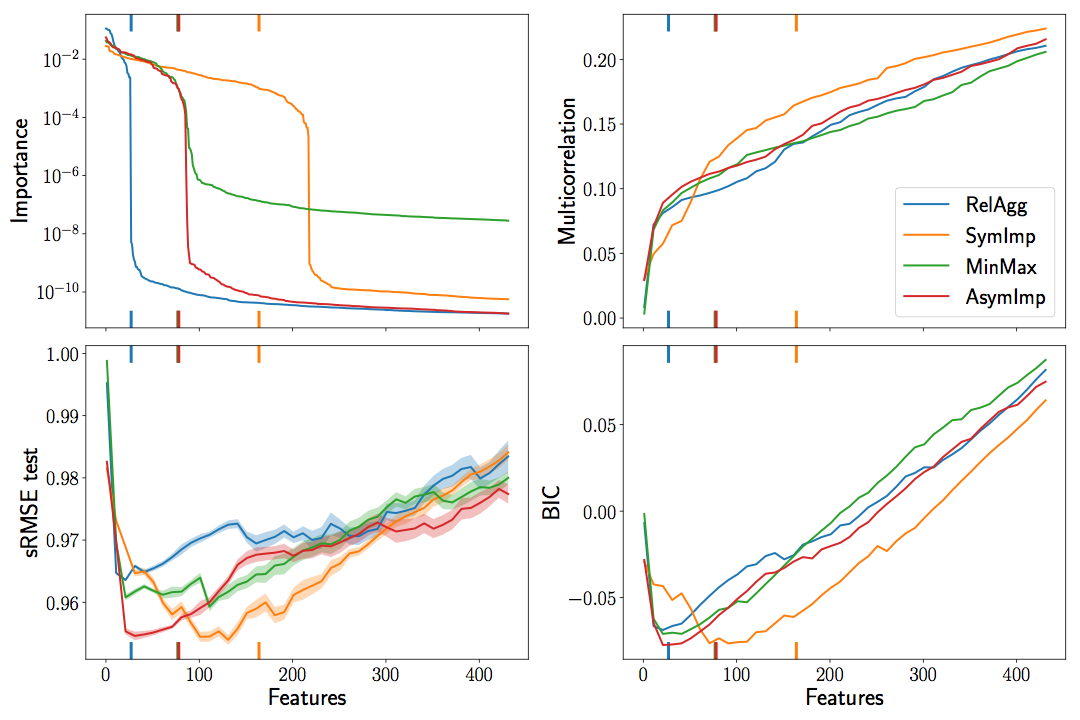 Importance
10⁻²
10⁻⁴
10⁻⁶
10⁻⁸
10⁻¹⁰
Multicorrelation
0.20
0.15
0.10
0.05
0.00
RelAgg
SymImp
MinMax
AsymImp
sRMSE test
1.00
0.99
0.98
0.97
0.96
0 100 200 300 400
Features
BIC
0.05
0.00
−0.05
0 100 200 300 400
Features